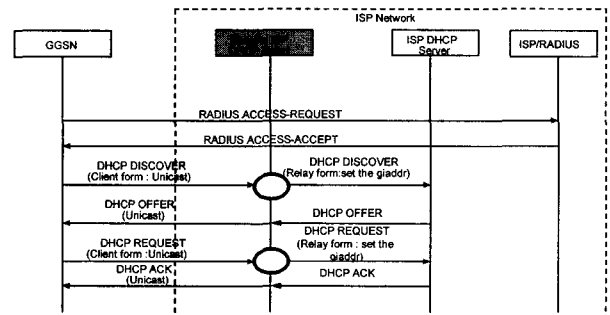 ISP Network
GGSN
ISP DHCP
Server
ISP/RADIUS
RADIUS ACCESS-REQUEST
RADIUS ACCESS-ACCEPT
DHCP DISCOVER
(Client form : Unicast)
DHCP DISCOVER
(Relay form:set the giaddr)
DHCP OFFER
(Unicast)
DHCP OFFER
DHCP REQUEST
(Client form :Unicast)
DHCP REQUEST
(Relay form : set the
giaddr)
DHCP ACK
(Unicast)
DHCP ACK